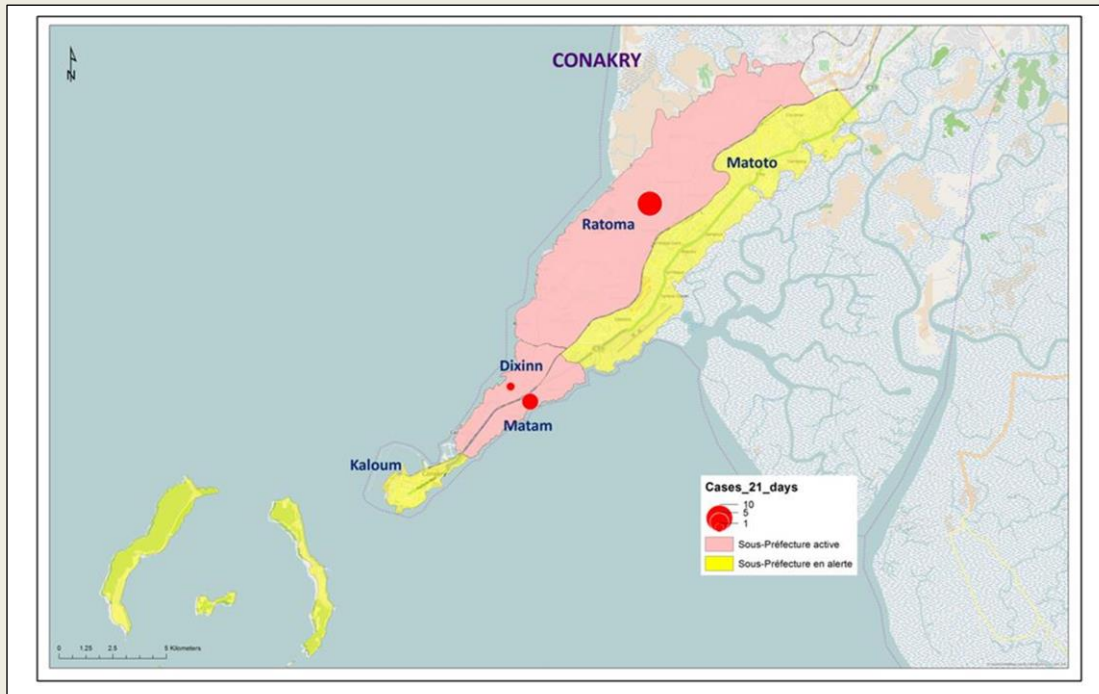 N
CONAKRY
Matoto
Ratoma
Dixinn
Matam
Kaloum
Cases_21_days
10
5
1
Sous-Préfecture active
Sous-Préfecture en alerte
0 1.25 2.5 5 Kilometers